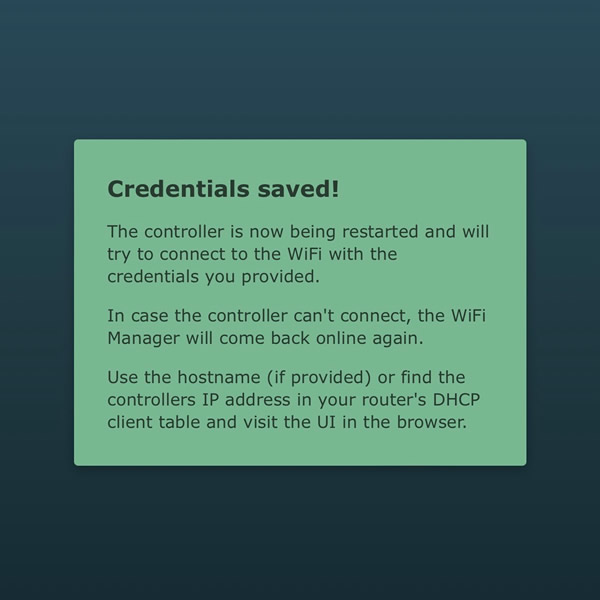 Credentials saved!
The controller is now being restarted and will
try to connect to the WiFi with the
credentials you provided.
In case the controller can't connect, the WiFi
Manager will come back online again.
Use the hostname (if provided) or find the
controllers IP address in your router's DHCP
client table and visit the UI in the browser.